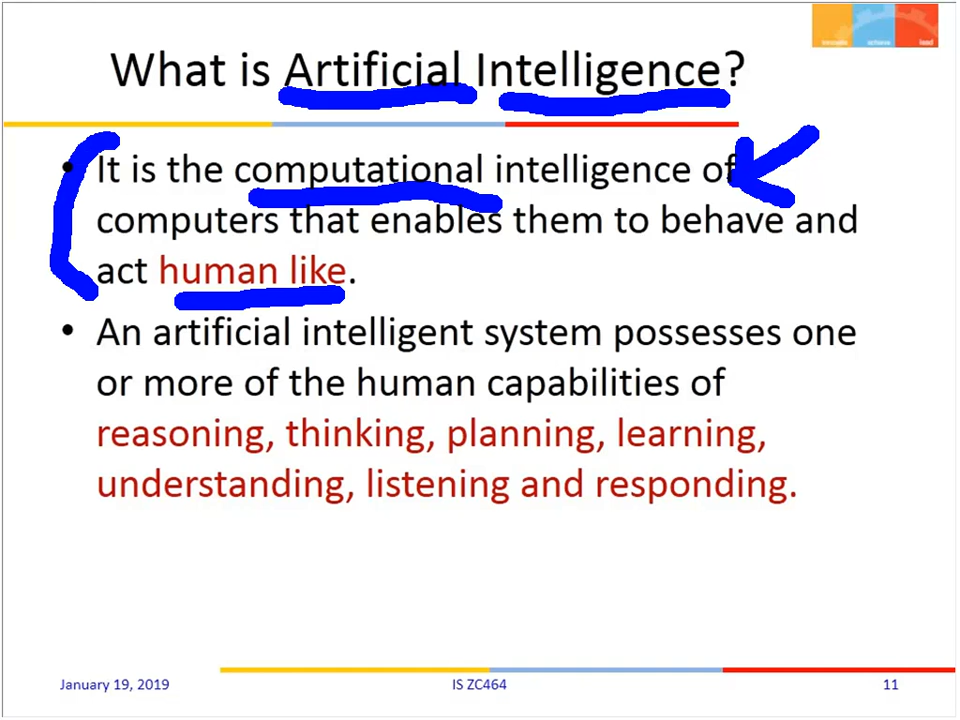 What is Artificial Intelligence?
• It is the computational intelligence of
computers that enables them to behave and
act human like.
• An artificial intelligent system possesses one
or more of the human capabilities of
reasoning, thinking, planning, learning,
understanding, listening and responding.
January 19, 2019
IS ZC464
11